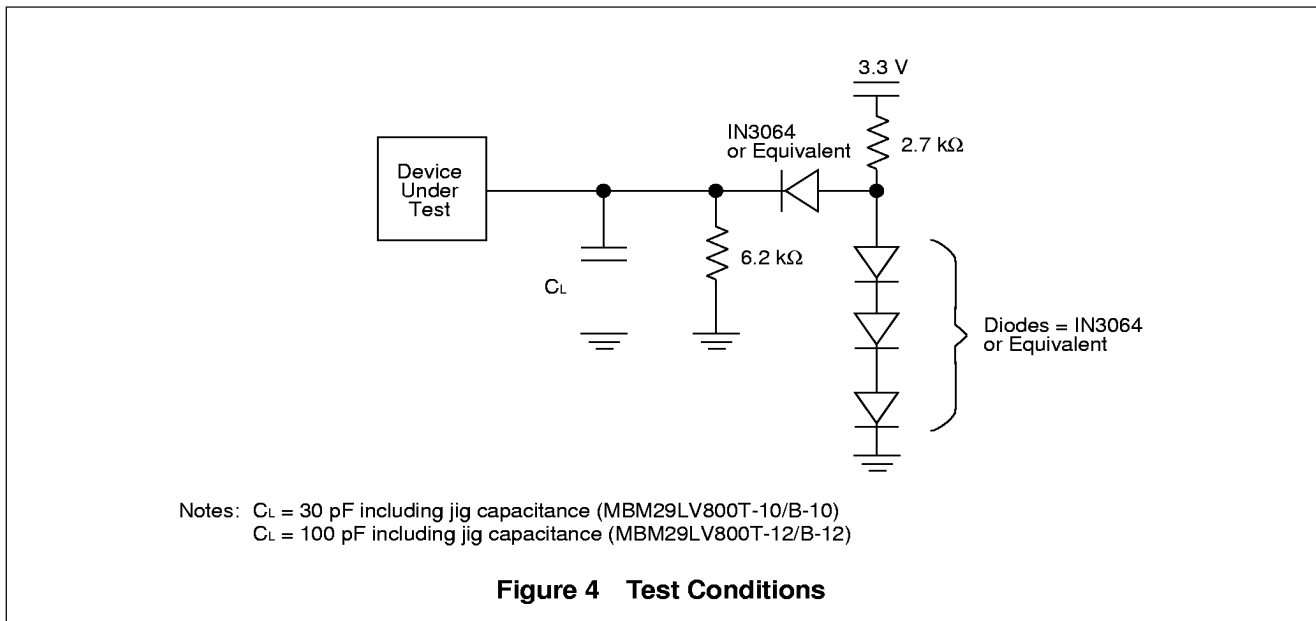 3.3 V
IN3064
or Equivalent
2.7 kΩ
Device
Under
Test
6.2 kΩ
CL
Diodes = IN3064
or Equivalent
Notes: CL = 30 pF including jig capacitance (MBM29LV800T-10/B-10)
CL = 100 pF including jig capacitance (MBM29LV800T-12/B-12)
Figure 4 Test Conditions